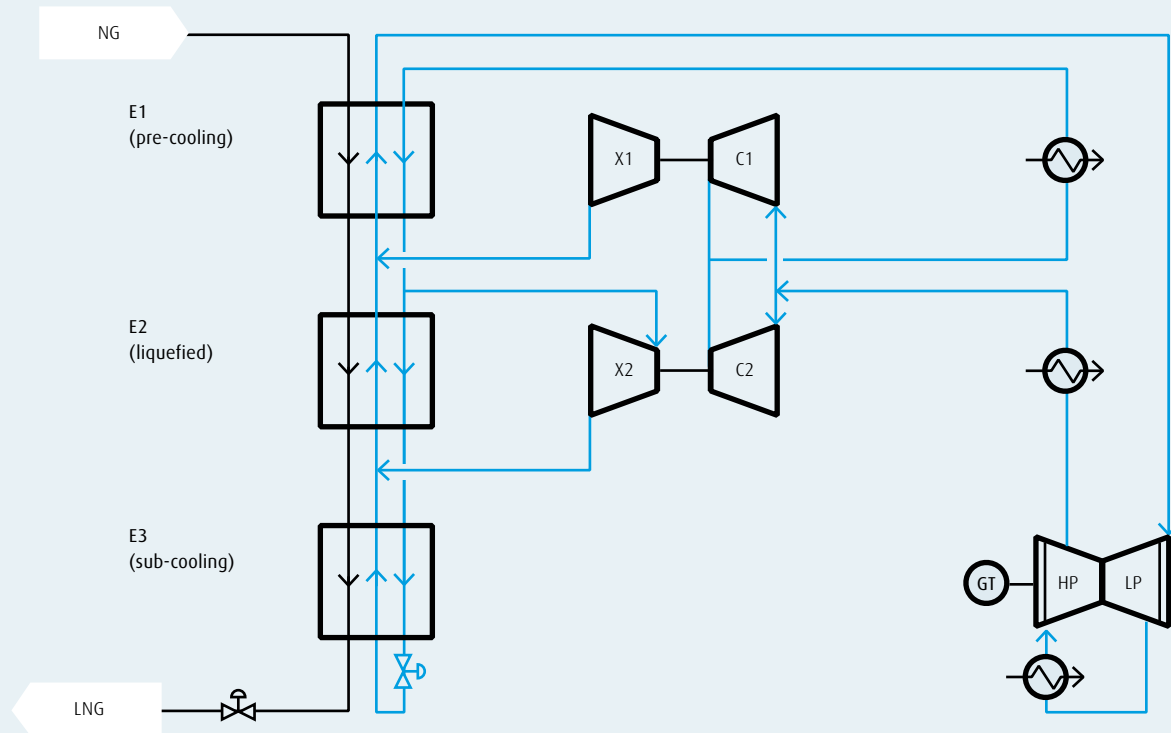 NG
E1
(pre-cooling)
X1
C1
E2
(liquefied)
X2
C2
E3
(sub-cooling)
GT
HP
LP
LNG